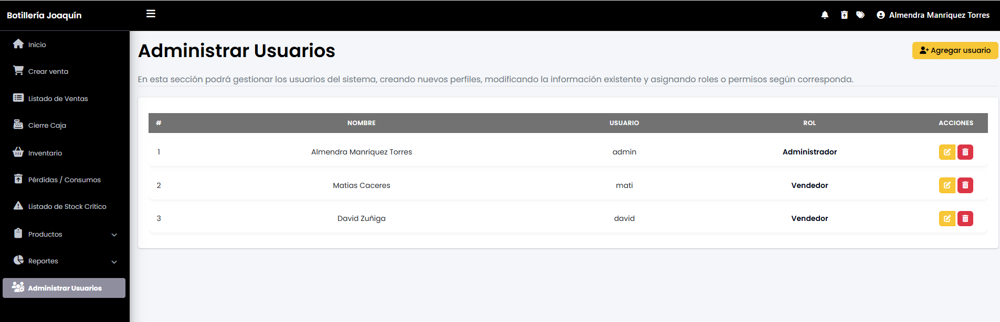 Botillería Joaquín
Almendra Manriquez Torres
Inicio
Crear venta
Listado de Ventas
Cierre Caja
Inventario
Pérdidas / Consumos
Listado de Stock Crítico
Productos
Reportes
Administrar Usuarios
Administrar Usuarios
Agregar usuario
En esta sección podrá gestionar los usuarios del sistema, creando nuevos perfiles, modificando la información existente y asignando roles o permisos según corresponda.
# NOMBRE USUARIO ROL ACCIONES
1 Almendra Manriquez Torres admin Administrador
2 Matias Caceres mati Vendedor
3 David Zuñiga david Vendedor